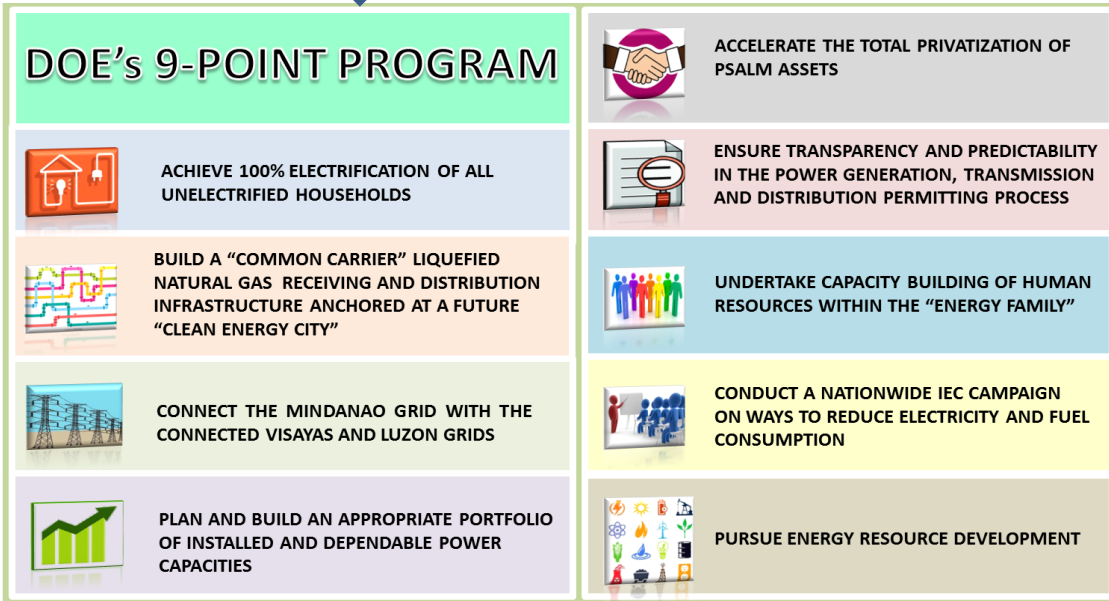 DOE's 9-POINT PROGRAM
ACHIEVE 100% ELECTRIFICATION OF ALL
UNELECTRIFIED HOUSEHOLDS
BUILD A “COMMON CARRIER” LIQUEFIED
NATURAL GAS RECEIVING AND DISTRIBUTION
INFRASTRUCTURE ANCHORED AT A FUTURE
“CLEAN ENERGY CITY”
CONNECT THE MINDANAO GRID WITH THE
CONNECTED VISAYAS AND LUZON GRIDS
PLAN AND BUILD AN APPROPRIATE PORTFOLIO
OF INSTALLED AND DEPENDABLE POWER
CAPACITIES
ACCELERATE THE TOTAL PRIVATIZATION OF
PSALM ASSETS
ENSURE TRANSPARENCY AND PREDICTABILITY
IN THE POWER GENERATION, TRANSMISSION
AND DISTRIBUTION PERMITTING PROCESS
UNDERTAKE CAPACITY BUILDING OF HUMAN
RESOURCES WITHIN THE “ENERGY FAMILY”
CONDUCT A NATIONWIDE IEC CAMPAIGN
ON WAYS TO REDUCE ELECTRICITY AND FUEL
CONSUMPTION
PURSUE ENERGY RESOURCE DEVELOPMENT